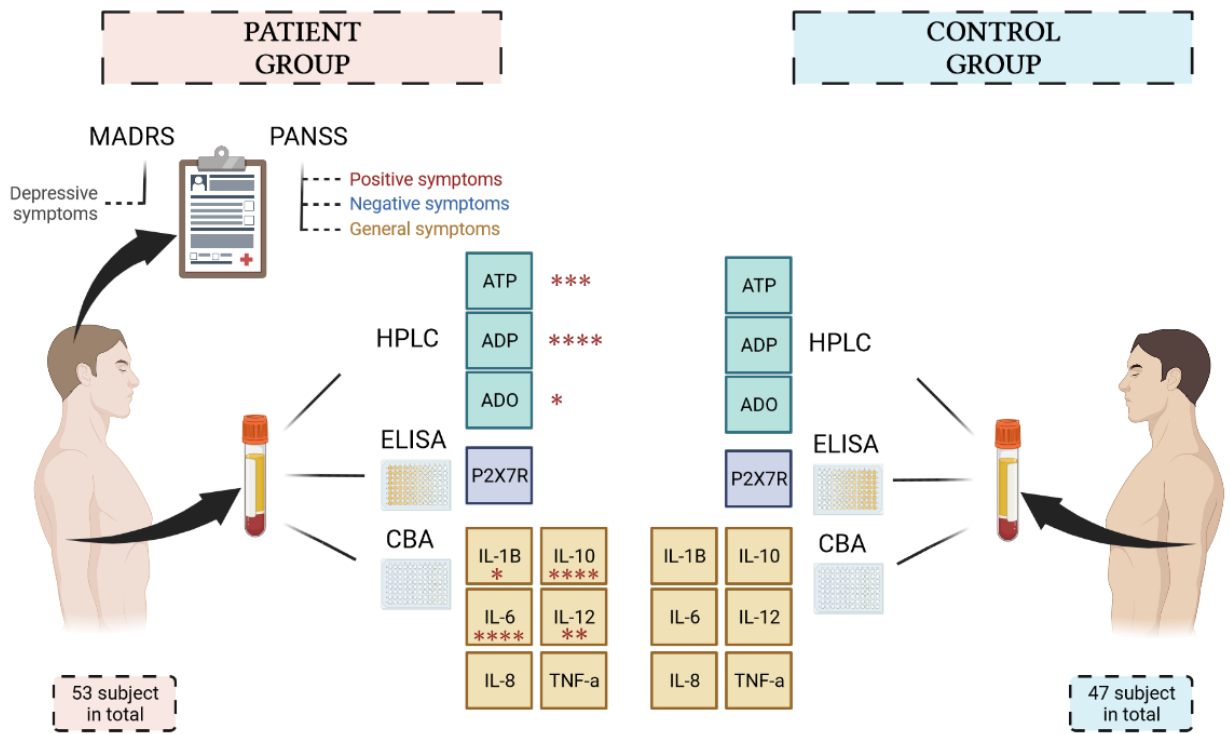 PATIENT
GROUP
CONTROL
GROUP
MADRS
PANSS
Depressive
symptoms
Positive symptoms
Negative symptoms
General symptoms
HPLC
ATP
***
ADP
****
ADO
*
ELISA
P2X7R
CBA
IL-1B
*
IL-10
****
IL-6
****
IL-12
**
IL-8
TNF-a
ATP
ADP
ADO
HPLC
P2X7R
ELISA
IL-1B
IL-10
CBA
IL-6
IL-12
IL-8
TNF-a
53 subject
in total
47 subject
in total